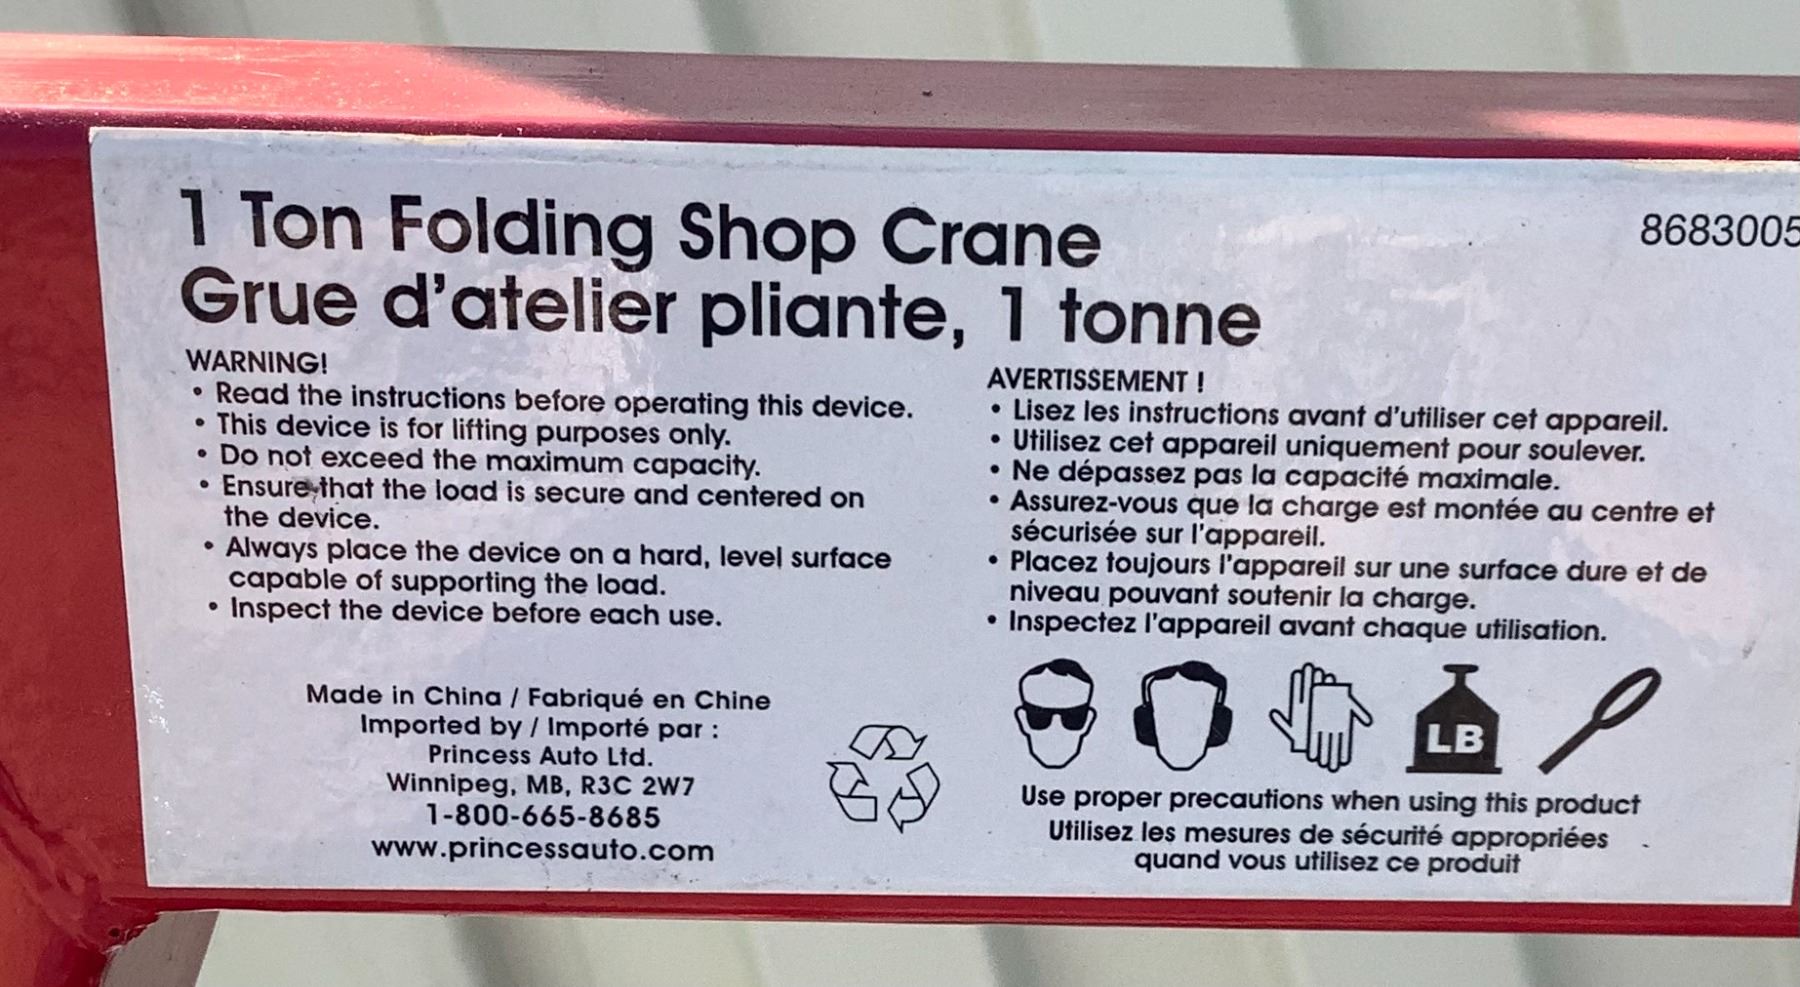 1 Ton Folding Shop Crane
8683005
Grue d'atelier pliante, 1 tonne
WARNING!
• Read the instructions before operating this device.
• This device is for lifting purposes only.
• Do not exceed the maximum capacity.
• Ensure that the load is secure and centered on
the device.
• Always place the device on a hard, level surface
capable of supporting the load.
• Inspect the device before each use.
AVERTISSEMENT !
• Lisez les instructions avant d'utiliser cet appareil.
• Utilisez cet appareil uniquement pour soulever.
• Ne dépassez pas la capacité maximale.
• Assurez-vous que la charge est montée au centre et
sécurisée sur l'appareil.
• Placez toujours l'appareil sur une surface dure et de
niveau pouvant soutenir la charge.
• Inspectez l'appareil avant chaque utilisation.
Made in China / Fabriqué en Chine
Imported by / Importé par :
Princess Auto Ltd.
Winnipeg, MB, R3C 2W7
1-800-665-8685
www.princessauto.com
LB
Use proper precautions when using this product
Utilisez les mesures de sécurité appropriées
quand vous utilisez ce produit